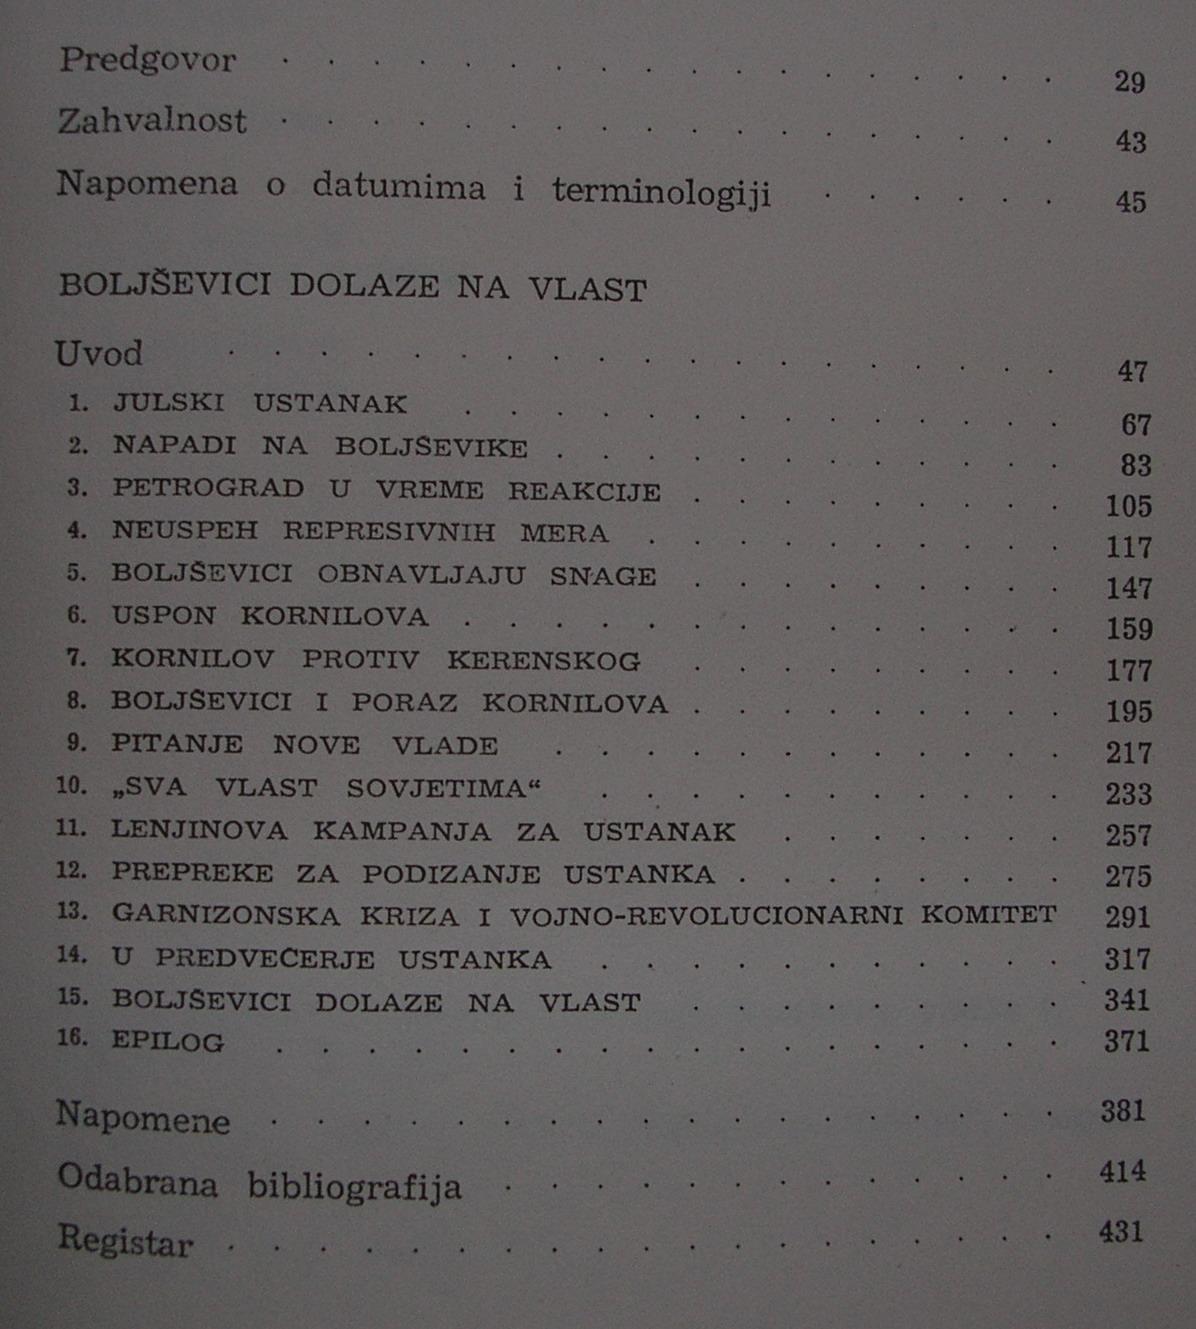 Predgovor . . . . . . . . . . . . . . . . . . 29
Zahvalnost . . . . . . . . . . . . . . . . . . 43
Napomena o datumima i terminologiji . . . . . . 45
BOLJŠEVICI DOLAZE NA VLAST
Uvod . . . . . . . . . . . . . . . . . . . 47
1. JULSKI USTANAK . . . . . . . . . . . . . . 67
2. NAPADI NA BOLJŠEVIKE . . . . . . . . . . . . 83
3. PETROGRAD U VREME REAKCIJE . . . . . . . . . 105
4. NEUSPEH REPRESIVNIH MERA . . . . . . . . . . 117
5. BOLJŠEVICI OBNAVLJAJU SNAGE . . . . . . . . . 147
6. USPON KORNILOVA . . . . . . . . . . . . . . 159
7. KORNILOV PROTIV KERENSKOG . . . . . . . . . 177
8. BOLJŠEVICI I PORAZ KORNILOVA . . . . . . . . . 195
9. PITANJE NOVE VLADE . . . . . . . . . . . . 217
10. „SVA VLAST SOVJETIMA“ . . . . . . . . . . . 233
11. LENJINOVA KAMPANJA ZA USTANAK . . . . . . . 257
12. PREPREKE ZA PODIZANJE USTANKA . . . . . . . . 275
13. GARNIZONSKA KRIZA I VOJNO-REVOLUCIONARNI KOMITET 291
14. U PREDVEČERJE USTANKA . . . . . . . . . . . 317
15. BOLJŠEVICI DOLAZE NA VLAST . . . . . . . . . 341
16. EPILOG . . . . . . . . . . . . . . . . . . 371
Napomene . . . . . . . . . . . . . . . . . . 381
Odabrana bibliografija . . . . . . . . . . . . . 414
Registar . . . . . . . . . . . . . . . . . . . 431